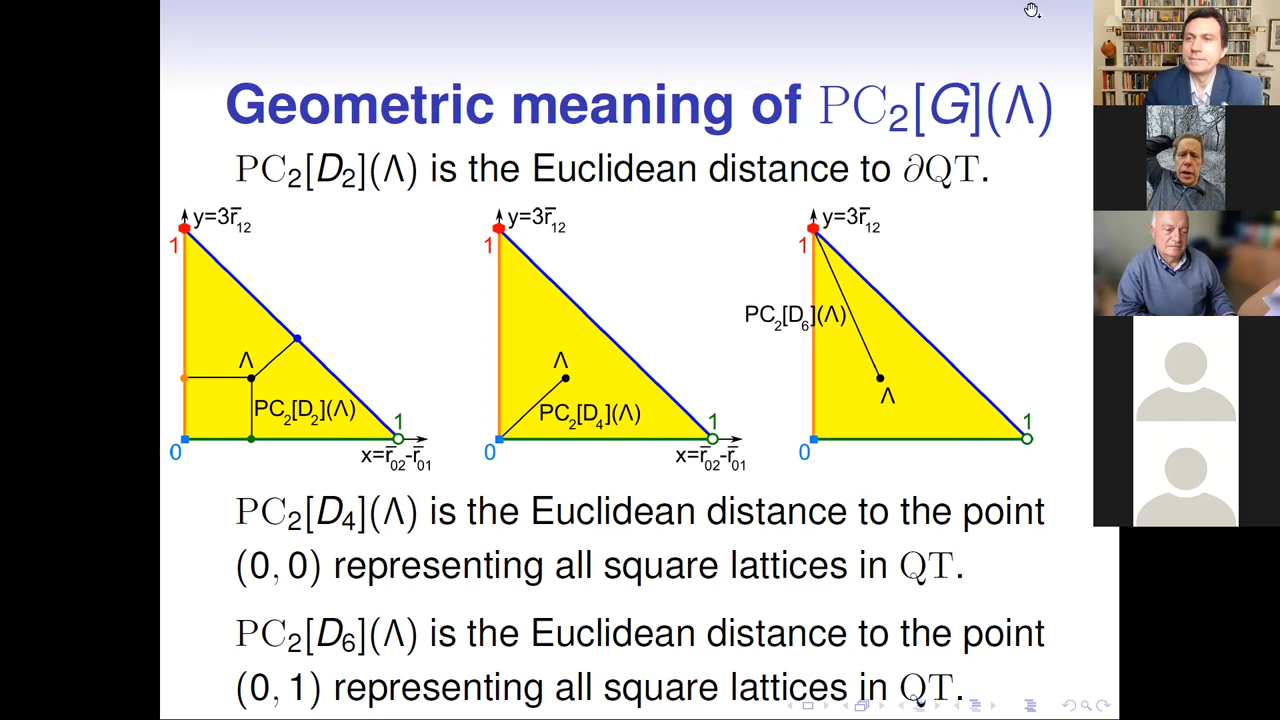 Geometric meaning of PC₂[G](Λ)
PC₂[D₂](Λ) is the Euclidean distance to ∂QT.
y=3r̄₁₂
1
Λ
PC₂[D₂](Λ)
0
1
x=r̄₀₂-r̄₀₁
y=3r̄₁₂
1
Λ
PC₂[D₄](Λ)
0
1
x=r̄₀₂-r̄₀₁
y=3r̄₁₂
1
PC₂[D₆](Λ)
Λ
0
1
PC₂[D₄](Λ) is the Euclidean distance to the point
(0, 0) representing all square lattices in QT.
PC₂[D₆](Λ) is the Euclidean distance to the point
(0, 1) representing all square lattices in QT.